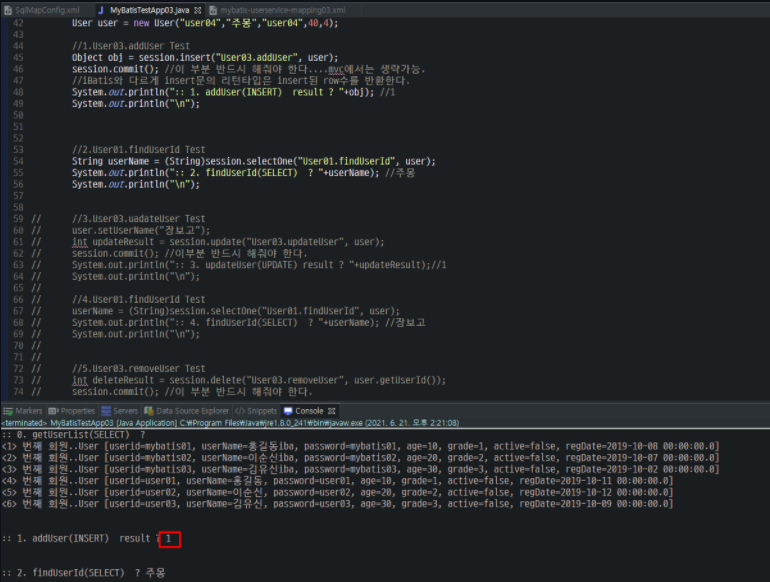 SqlMapConfig.xml MyBatisTestApp03.java mybatis-userservice-mapping03.xml
42 User user = new User("user04","주몽","user04",40,4);
43
44 //1.User03.addUser Test
45 Object obj = session.insert("User03.addUser", user);
46 session.commit(); //이 부분 반드시 해줘야 한다....mvc에서는 생략가능.
47 //iBatis와 다르게 insert문의 리턴타입은 insert된 row수를 반환한다.
48 System.out.println(":: 1. addUser(INSERT)  result ? "+obj); //1
49 System.out.println("\n");
50
51
52
53 //2.User01.findUserId Test
54 String userName = (String)session.selectOne("User01.findUserId", user);
55 System.out.println(":: 2. findUserId(SELECT)  ? "+userName); //주몽
56 System.out.println("\n");
57
58
59 // //3.User03.uadateUser Test
60 // user.setUserName("장보고");
61 // int updateResult = session.update("User03.updateUser", user);
62 // session.commit(); //이부분 반드시 해줘야 한다.
63 // System.out.println(":: 3. updateUser(UPDATE) result ? "+updateResult);//1
64 // System.out.println("\n");
65 //
66 // //4.User01.findUserId Test
67 // userName = (String)session.selectOne("User01.findUserId", user);
68 // System.out.println(":: 4. findUserId(SELECT)  ? "+userName); //장보고
69 // System.out.println("\n");
70 //
71 //
72 // //5.User03.removeUser Test
73 // int deleteResult = session.delete("User03.removeUser", user.getUserId());
74 // session.commit(); //이 부분 반드시 해줘야 한다.
Markers Properties Servers Data Source Explorer Snippets Console
<terminated> MyBatisTestApp03 [Java Application] C:₩Program Files₩Java₩jre1.8.0_241₩bin₩javaw.exe (2021. 6. 21. 오후 2:21:08)
:: 0. getUserList(SELECT)  ?
<1> 번째 회원..User [userid=mybatis01, userName=홍길동iba, password=mybatis01, age=10, grade=1, active=false, regDate=2019-10-08 00:00:00.0]
<2> 번째 회원..User [userid=mybatis02, userName=이순신iba, password=mybatis02, age=20, grade=2, active=false, regDate=2019-10-07 00:00:00.0]
<3> 번째 회원..User [userid=mybatis03, userName=김유신iba, password=mybatis03, age=30, grade=3, active=false, regDate=2019-10-02 00:00:00.0]
<4> 번째 회원..User [userid=user01, userName=홍길동, password=user01, age=10, grade=1, active=false, regDate=2019-10-11 00:00:00.0]
<5> 번째 회원..User [userid=user02, userName=이순신, password=user02, age=20, grade=2, active=false, regDate=2019-10-12 00:00:00.0]
<6> 번째 회원..User [userid=user03, userName=김유신, password=user03, age=30, grade=3, active=false, regDate=2019-10-09 00:00:00.0]
:: 1. addUser(INSERT)  result ? 1
:: 2. findUserId(SELECT)  ? 주몽